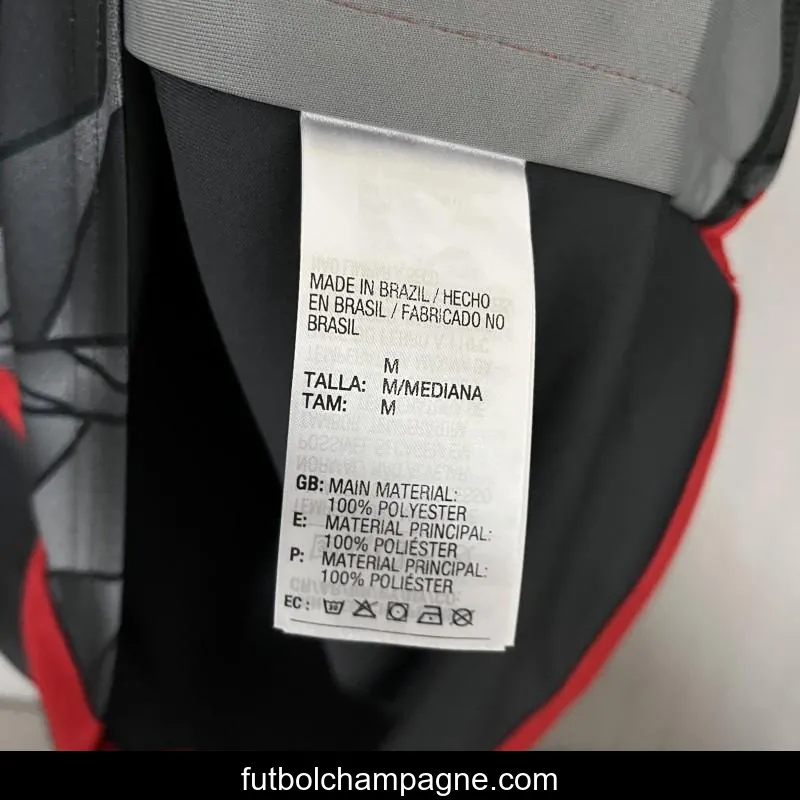 MADE IN BRAZIL / HECHO
EN BRASIL / FABRICADO NO
BRASIL
M
TALLA: M/MEDIANA
TAM: M
GB: MAIN MATERIAL:
100% POLYESTER
E: MATERIAL PRINCIPAL:
100% POLIÉSTER
P: MATERIAL PRINCIPAL:
100% POLIÉSTER
EC:
futbolchampagne.com